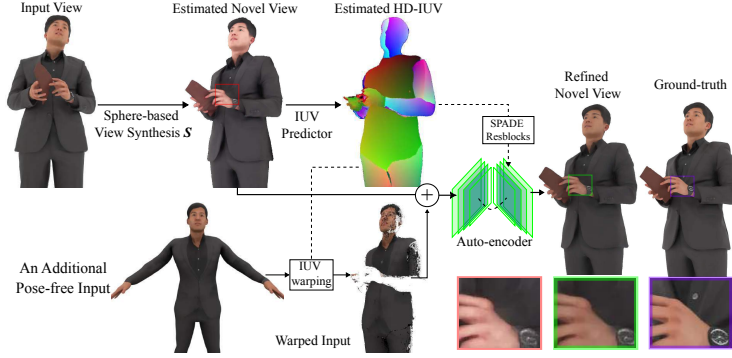 Input View
Estimated Novel View
Estimated HD-IUV
Sphere-based
View Synthesis S
IUV
Predictor
SPADE
Resblocks
Refined
Novel View
Ground-truth
+
Auto-encoder
An Additional
Pose-free Input
IUV
warping
Warped Input